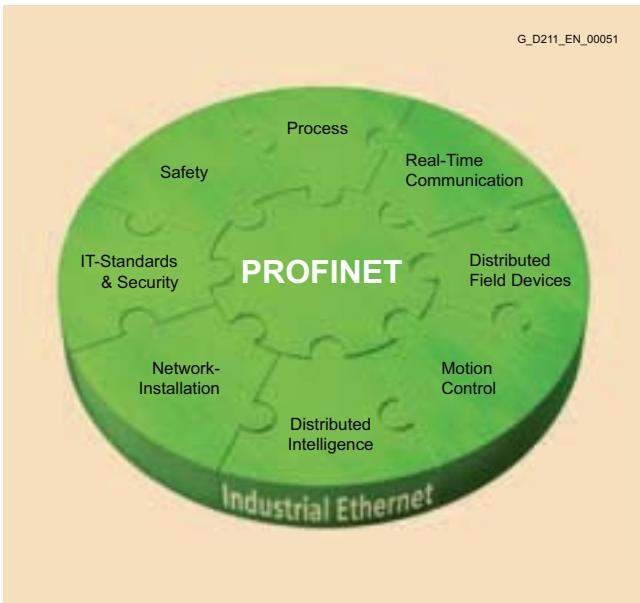 G_D211_EN_00051
Process
Real-Time
Communication
Safety
IT-Standards
& Security
PROFINET
Distributed
Field Devices
Network-
Installation
Motion
Control
Distributed
Intelligence
Industrial Ethernet